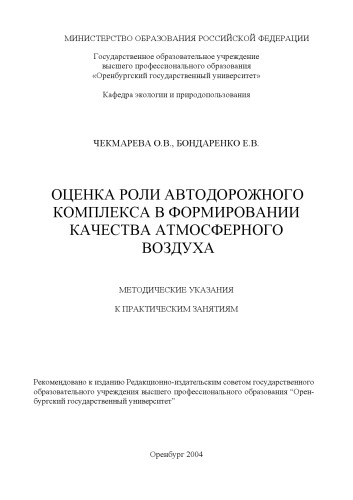 МИНИСТЕРСТВО ОБРАЗОВАНИЯ РОССИЙСКОЙ ФЕДЕРАЦИИ
Государственное образовательное учреждение
высшего профессионального образования
«Оренбургский государственный университет»
Кафедра экологии и природопользования
ЧЕКМАРЕВА О.В., БОНДАРЕНКО Е.В.
ОЦЕНКА РОЛИ АВТОДОРОЖНОГО
КОМПЛЕКСА В ФОРМИРОВАНИИ
КАЧЕСТВА АТМОСФЕРНОГО
ВОЗДУХА
МЕТОДИЧЕСКИЕ УКАЗАНИЯ
К ПРАКТИЧЕСКИМ ЗАНЯТИЯМ
Рекомендовано к изданию Редакционно-издательским советом государственного
образовательного учреждения высшего профессионального образования “Орен-
бургский государственный университет”
Оренбург 2004